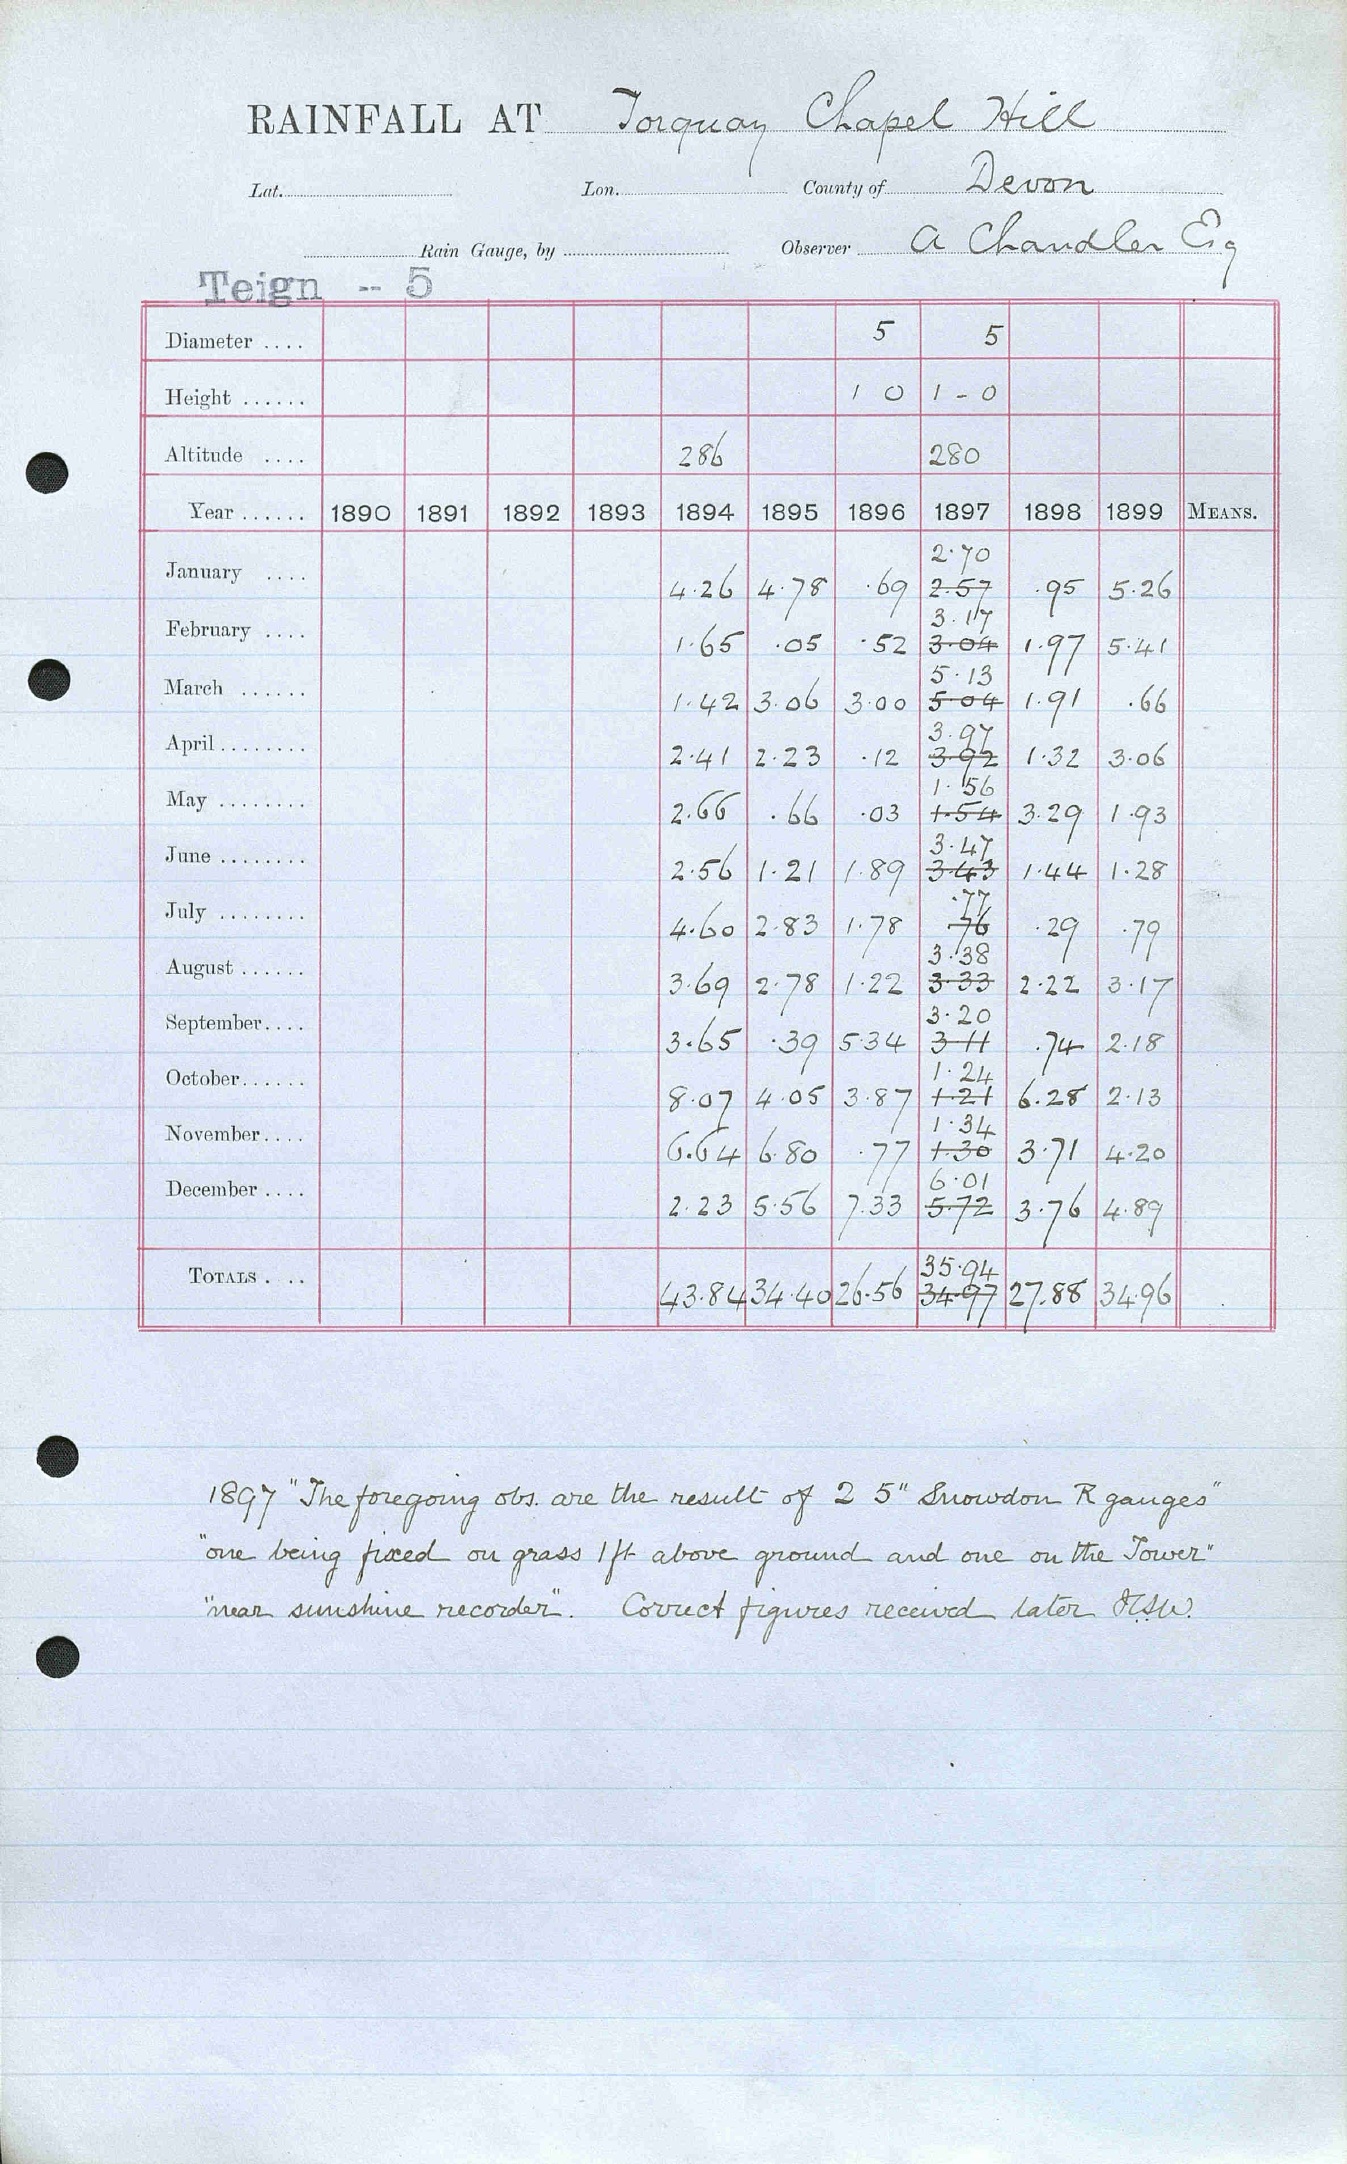 RAINFALL AT Torquay Chapel Hill
Lat. Lon. County of Devon
Rain Gauge, by Observer A Chandler Esq
Teign -- 5
Diameter .... 5 5
Height ...... 1 0 1 - 0
Altitude .... 286 280
Year ...... 1890 1891 1892 1893 1894 1895 1896 1897 1898 1899 MEANS.
2.70
January .... 4.26 4.78 .69 2.57 .95 5.26
3.17
February .... 1.65 .05 .52 3.04 1.97 5.41
5.13
March ...... 1.42 3.06 3.00 5.04 1.91 .66
3.97
April ........ 2.41 2.23 .12 3.92 1.32 3.06
1.56
May ........ 2.66 .66 .03 1.54 3.29 1.93
3.47
June ........ 2.56 1.21 1.89 3.43 1.44 1.28
.77
July ........ 4.60 2.83 1.78 76 .29 .79
3.38
August ...... 3.69 2.78 1.22 3.33 2.22 3.17
3.20
September.... 3.65 .39 5.34 3 11 .74 2.18
1.24
October...... 8.07 4.05 3.87 1.21 6.28 2.13
1.34
November.... 6.64 6.80 .77 1.30 3.71 4.20
6.01
December .... 2.23 5.56 7.33 5.72 3.76 4.89
35.94
TOTALS . .. 43.84 34.40 26.56 34.97 27.88 34.96
1897 "The foregoing obs. are the result of 2 5" Snowdon R gauges"
"one being fixed on grass 1ft above ground and one on the Tower"
"near sunshine recorder". Correct figures received later